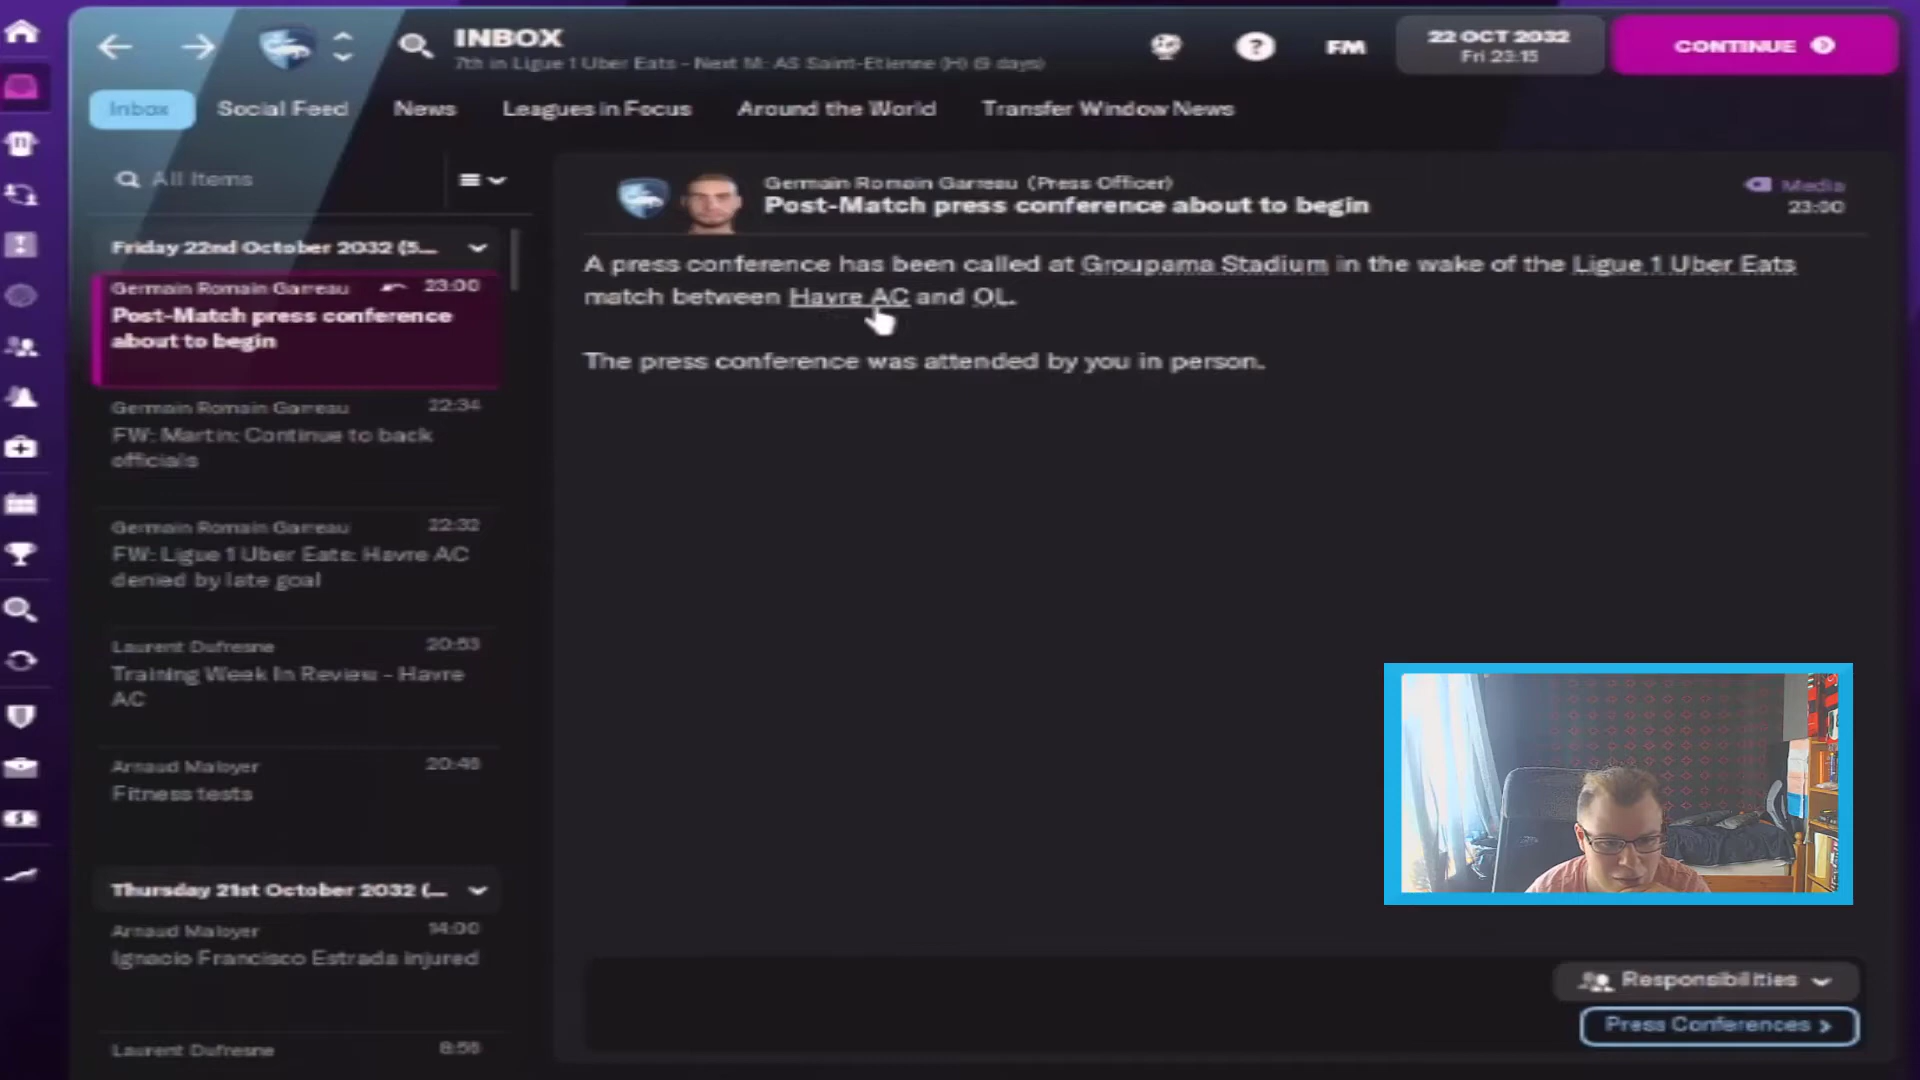 INBOX
7th in Ligue 1 Uber Eats - Next M: AS Saint-Etienne (H) (9 days)
FM
22 OCT 2032
Fri 23:15
CONTINUE
Inbox
Social Feed
News
Leagues in Focus
Around the World
Transfer Window News
All Items
Friday 22nd October 2032 (5...
Germain Romain Garreau 23:00
Post-Match press conference
about to begin
Germain Romain Garreau 22:34
FW: Martin: Continue to back
officials
Germain Romain Garreau 22:32
FW: Ligue 1 Uber Eats: Havre AC
denied by late goal
Laurent Dufresne 20:53
Training Week In Review - Havre
AC
Arnaud Maloyer 20:48
Fitness tests
Thursday 21st October 2032 (...
Arnaud Maloyer 14:00
Ignacio Francisco Estrada injured
Laurent Dufresne 8:56
Germain Romain Garreau (Press Officer)
Post-Match press conference about to begin
Media
23:00
A press conference has been called at Groupama Stadium in the wake of the Ligue 1 Uber Eats
match between Havre AC and OL.
The press conference was attended by you in person.
Responsibilities
Press Conferences >